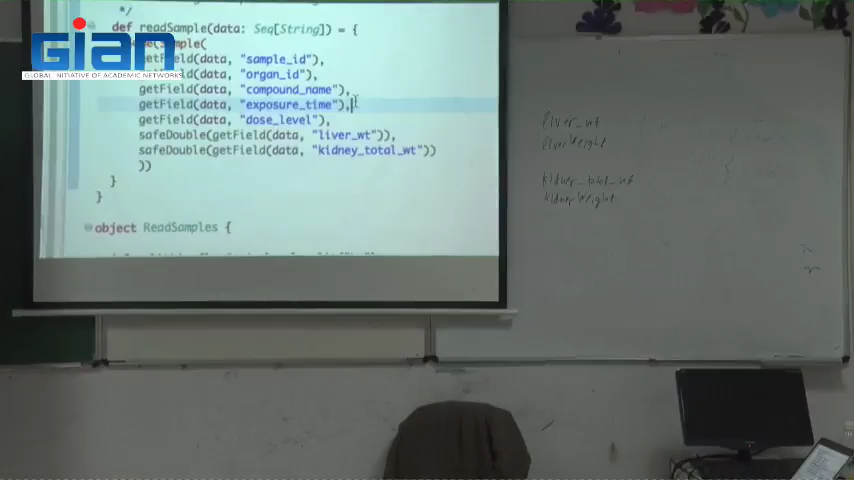 */
def readSample(data: Seq[String]) = {
Sample(
getField(data, "sample_id"),
getField(data, "organ_id"),
getField(data, "compound_name"),
getField(data, "exposure_time"),
getField(data, "dose_level"),
safeDouble(getField(data, "liver_wt")),
safeDouble(getField(data, "kidney_total_wt"))
))
}
}
object ReadSamples {
GIAN
GLOBAL INITIATIVE OF ACADEMIC NETWORKS
liver_wt
liverWeight
kidney_total_wt
kidneyWeight